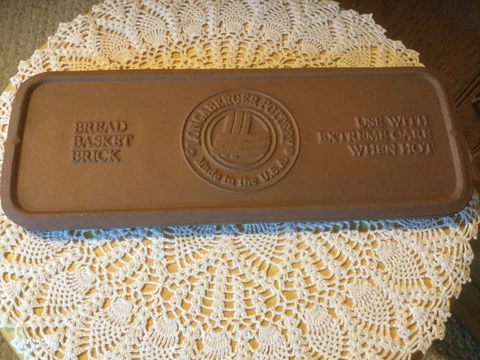 BREAD
BASKET
BRICK
LONGABERGER POTTERY
Made in the U.S.A.
USE WITH
EXTREME CARE
WHEN HOT